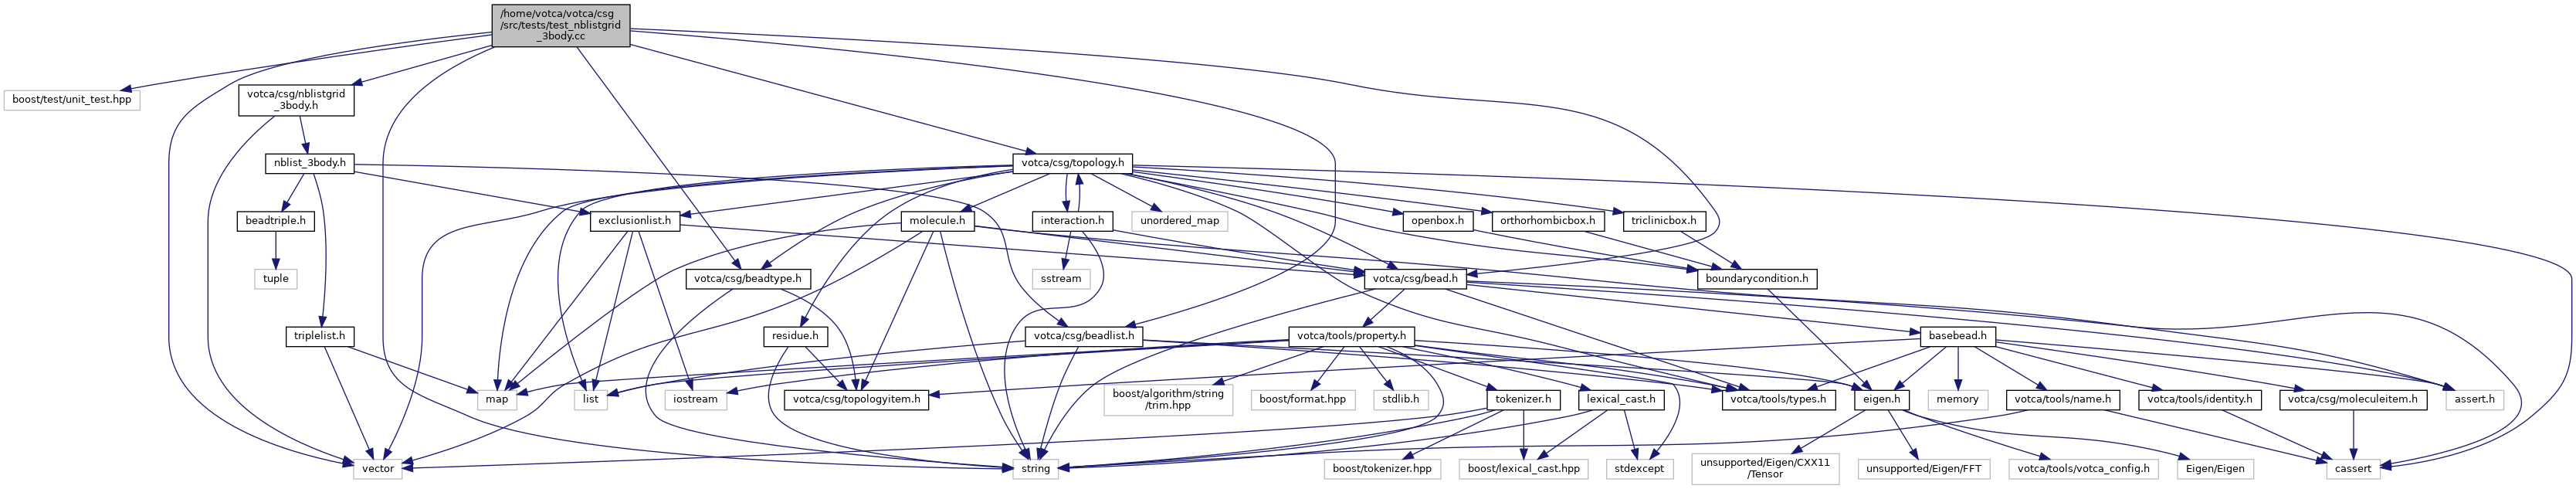 /home/votca/votca/csg
/src/tests/test_nblistgrid
_3body.cc
boost/test/unit_test.hpp
votca/csg/nblistgrid
_3body.h
nblist_3body.h
votca/csg/topology.h
beadtriple.h
exclusionlist.h
molecule.h
interaction.h
unordered_map
openbox.h
orthorhombicbox.h
triclinicbox.h
tuple
votca/csg/beadtype.h
sstream
votca/csg/bead.h
boundarycondition.h
triplelist.h
residue.h
votca/csg/beadlist.h
votca/tools/property.h
basebead.h
map
list
iostream
votca/csg/topologyitem.h
boost/algorithm/string
/trim.hpp
boost/format.hpp
stdlib.h
tokenizer.h
lexical_cast.h
votca/tools/types.h
eigen.h
memory
votca/tools/name.h
votca/tools/identity.h
votca/csg/moleculeitem.h
assert.h
vector
string
boost/tokenizer.hpp
boost/lexical_cast.hpp
stdexcept
unsupported/Eigen/CXX11
/Tensor
unsupported/Eigen/FFT
votca/tools/votca_config.h
Eigen/Eigen
cassert